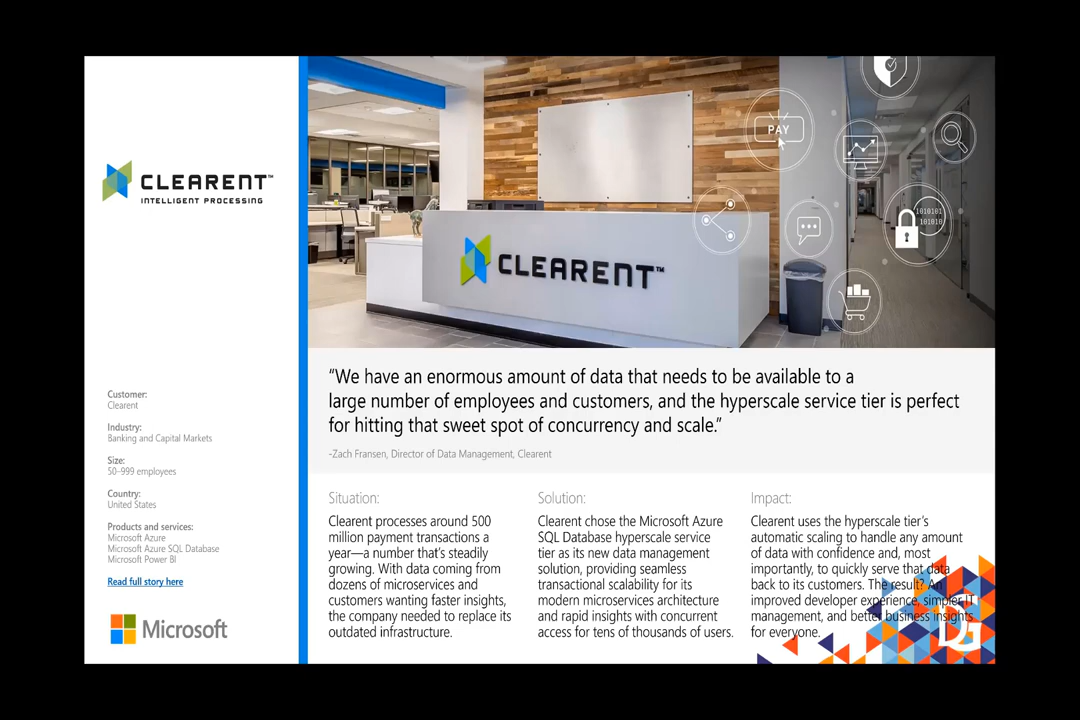 CLEARENT™
INTELLIGENT PROCESSING
Customer:
Clearent
Industry:
Banking and Capital Markets
Size:
50–999 employees
Country:
United States
Products and services:
Microsoft Azure
Microsoft Azure SQL Database
Microsoft Power BI
Read full story here
Microsoft
PAY
1010101
101010
CLEARENT™
“We have an enormous amount of data that needs to be available to a
large number of employees and customers, and the hyperscale service tier is perfect
for hitting that sweet spot of concurrency and scale.”
-Zach Fransen, Director of Data Management, Clearent
Situation:
Clearent processes around 500
million payment transactions a
year—a number that’s steadily
growing. With data coming from
dozens of microservices and
customers wanting faster insights,
the company needed to replace its
outdated infrastructure.
Solution:
Clearent chose the Microsoft Azure
SQL Database hyperscale service
tier as its new data management
solution, providing seamless
transactional scalability for its
modern microservices architecture
and rapid insights with concurrent
access for tens of thousands of users.
Impact:
Clearent uses the hyperscale tier’s
automatic scaling to handle any amount
of data with confidence and, most
importantly, to quickly serve that data
back to its customers. The result? An
improved developer experience, simpler IT
management, and better business insights
for everyone.